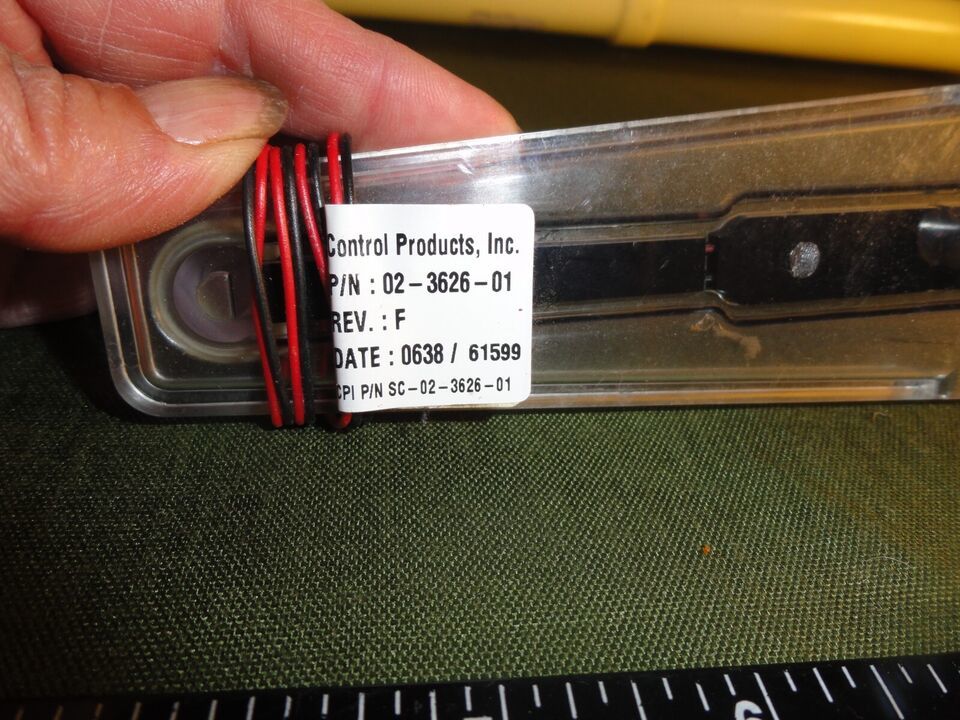 Control Products, Inc.
P/N : 02-3626-01
REV. : F
DATE : 0638 / 61599
CPI P/N SC-02-3626-01